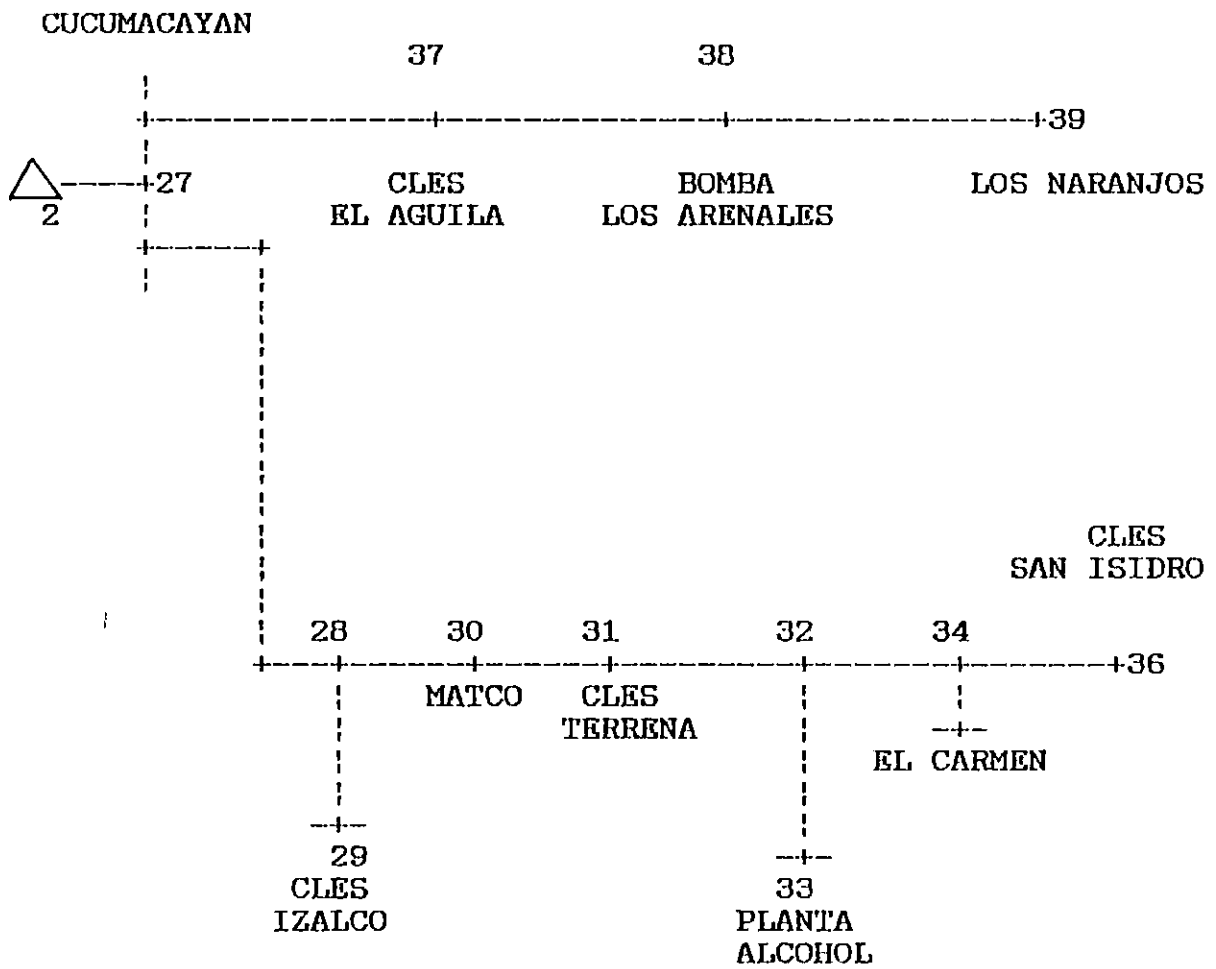 CUCUMACAYAN
37 38
39
27
2
CLES
EL AGUILA
BOMBA
LOS ARENALES
LOS NARANJOS
CLES
SAN ISIDRO
28 30 31 32 34
36
MATCO
CLES
TERRENA
EL CARMEN
29
CLES
IZALCO
33
PLANTA
ALCOHOL